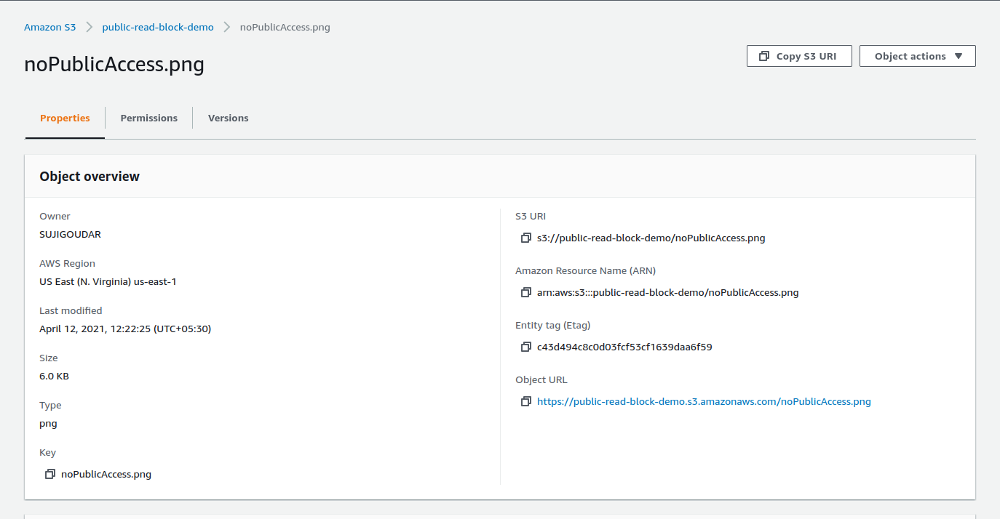 Amazon S3 > public-read-block-demo > noPublicAccess.png
noPublicAccess.png
Copy S3 URI
Object actions ▼
Properties
Permissions
Versions
Object overview
Owner
SUJIGOUDAR
AWS Region
US East (N. Virginia) us-east-1
Last modified
April 12, 2021, 12:22:25 (UTC+05:30)
Size
6.0 KB
Type
png
Key
noPublicAccess.png
S3 URI
s3://public-read-block-demo/noPublicAccess.png
Amazon Resource Name (ARN)
arn:aws:s3:::public-read-block-demo/noPublicAccess.png
Entity tag (Etag)
c43d494c8c0d03fcf53cf1639daa6f59
Object URL
https://public-read-block-demo.s3.amazonaws.com/noPublicAccess.png